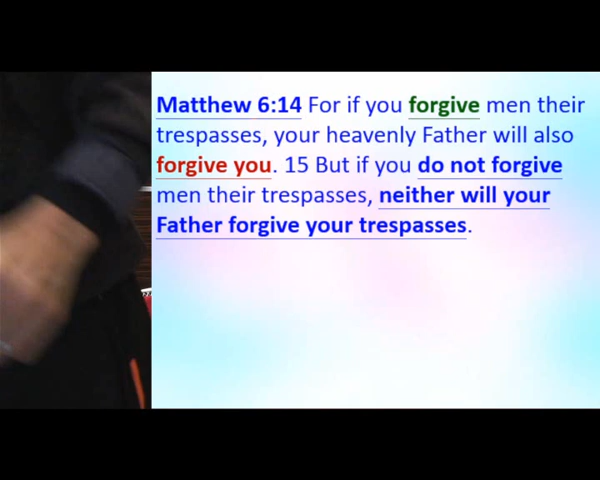 Matthew 6:14 For if you forgive men their
trespasses, your heavenly Father will also
forgive you. 15 But if you do not forgive
men their trespasses, neither will your
Father forgive your trespasses.